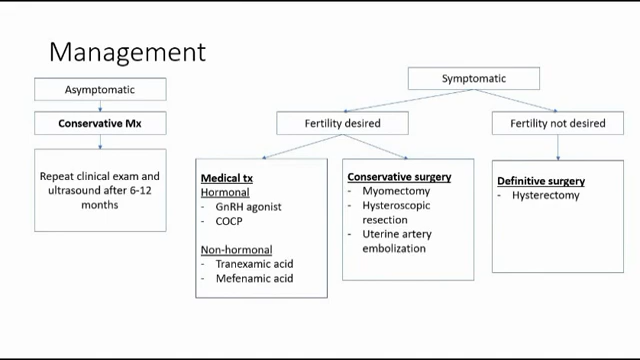 Management
Asymptomatic
Conservative Mx
Repeat clinical exam and
ultrasound after 6-12
months
Symptomatic
Fertility desired
Fertility not desired
Medical tx
Hormonal
- GnRH agonist
- COCP
Non-hormonal
- Tranexamic acid
- Mefenamic acid
Conservative surgery
- Myomectomy
- Hysteroscopic
resection
- Uterine artery
embolization
Definitive surgery
- Hysterectomy